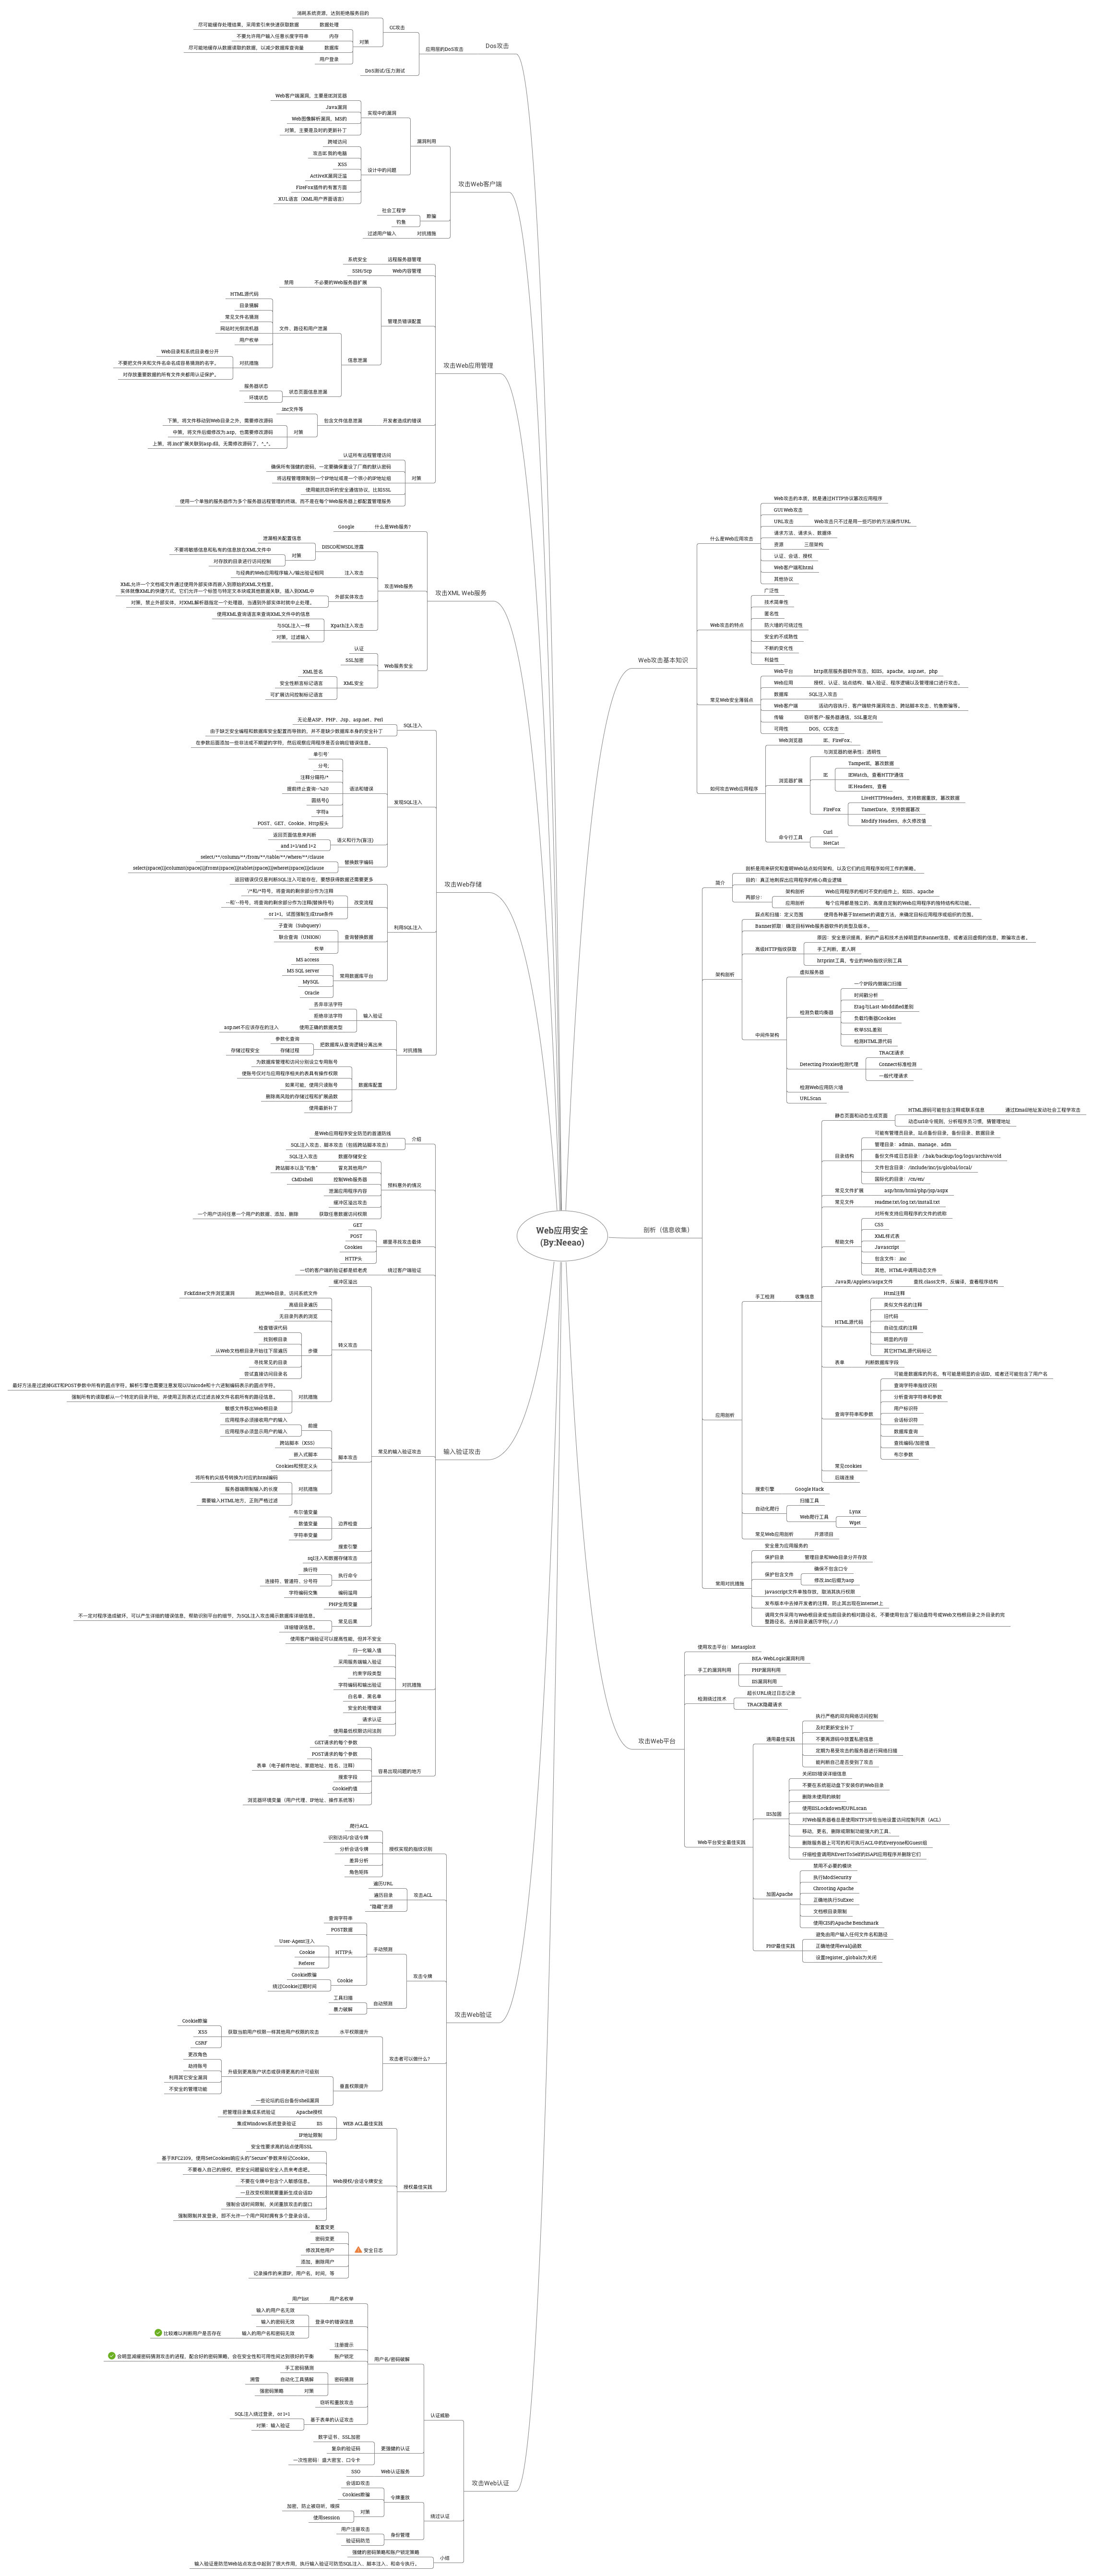 Web应用安全
(By:Neeao)
Dos攻击
应用层的DoS攻击
CC攻击
消耗系统资源，达到拒绝服务目的
对策
尽可能缓存处理结果，采用索引来快速获取数据
数据处理
不要允许用户输入任意长度字符串
内存
尽可能地缓存从数据读取的数据，以减少数据库查询量
数据库
用户登录
DoS测试/压力测试
攻击Web客户端
漏洞利用
实现中的漏洞
Web客户端漏洞，主要是IE浏览器
Java漏洞
Web图像解析漏洞，MS的
对策，主要是及时的更新补丁
设计中的问题
跨域访问
攻击IE 我的电脑
XSS
ActiveX漏洞泛滥
FireFox插件的有害方面
XUL语言（XML用户界面语言）
欺骗
社会工程学
钓鱼
过滤用户输入
对抗措施
攻击Web应用管理
系统安全
远程服务器管理
SSH/Scp
Web内容管理
管理员错误配置
禁用
不必要的Web服务器扩展
信息泄漏
文件、路径和用户泄漏
HTML源代码
目录猜解
常见文件名猜测
网站时光倒流机器
用户枚举
对抗措施
Web目录和系统目录卷分开
不要把文件夹和文件名命名成容易猜测的名字。
对存放重要数据的所有文件夹都用认证保护。
状态页面信息泄漏
服务器状态
环境状态
开发者造成的错误
包含文件信息泄漏
.inc文件等
对策
下策，将文件移动到Web目录之外，需要修改源码
中策，将文件后缀修改为.asp，也需要修改源码
上策，将.inc扩展关联到asp.dll，无需修改源码了，^_^。
对策
认证所有远程管理访问
确保所有强健的密码，一定要确保重设了厂商的默认密码
将远程管理限制到一个IP地址或是一个很小的IP地址组
使用能抗窃听的安全通信协议，比如SSL
使用一个单独的服务器作为多个服务器远程管理的终端，而不是在每个Web服务器上都配置管理服务
攻击XML Web服务
Google
什么是Web服务?
攻击Web服务
DISCO和WSDL泄露
泄漏相关配置信息
对策
不要将敏感信息和私有的信息放在XML文件中
对存放的目录进行访问控制
与经典的Web应用程序输入/输出验证相同
注入攻击
外部实体攻击
XML允许一个文档或文件通过使用外部实体而嵌入到原始的XML文档里。
实体就像XML的快捷方式，它们允许一个标签与特定文本块或其他数据关联，插入到XML中
对策，禁止外部实体，对XML解析器指定一个处理器，当遇到外部实体时就中止处理。
Xpath注入攻击
使用XML查询语言来查询XML文件中的信息
与SQL注入一样
对策，过滤输入
Web服务安全
认证
SSL加密
XML安全
XML签名
安全性断言标记语言
可扩展访问控制标记语言
攻击Web存储
SQL注入
无论是ASP、PHP、Jsp、asp.net、Perl
由于缺乏安全编程和数据库安全配置而导致的，并不是缺少数据库本身的安全补丁
发现SQL注入
在参数后面添加一些非法或不期望的字符，然后观察应用程序是否会响应错误信息。
语法和错误
单引号'
分号;
注释分隔符/*
提前终止查询--%20
圆括号()
字符a
POST、GET、Cookie、Http报头
语义和行为(盲注)
返回页面信息来判断
and 1=1/and 1=2
替换数字编码
select/**/column/**/from/**/table/**/where/**/clause
利用SQL注入
返回错误仅仅是判断SQL注入可能存在，要想获得数据还需要更多
改变流程
'/*和/*符号，将查询的剩余部分作为注释
--和'--符号，将查询的剩余部分作为注释(替换符号)
or 1=1，试图强制生成true条件
查询替换数据
子查询（Subquery）
联合查询（UNION）
枚举
常用数据库平台
MS access
MS SQL server
MySQL
Oracle
对抗措施
输入验证
丢弃非法字符
拒绝非法字符
asp.net不应该存在的注入
使用正确的数据类型
把数据库从查询逻辑分离出来
参数化查询
存储过程安全
存储过程
数据库配置
为数据库管理和访问分别设立专用账号
使账号仅对与应用程序相关的表具有操作权限
如果可能，使用只读账号
删除高风险的存储过程和扩展函数
使用最新补丁
输入验证攻击
介绍
是Web应用程序安全防范的首道防线
SQL注入攻击、脚本攻击（包括跨站脚本攻击）
预料意外的情况
SQL注入攻击
数据存储安全
跨站脚本以及“钓鱼”
冒充其他用户
CMDshell
控制Web服务器
泄漏应用程序内容
缓冲区溢出攻击
一个用户访问任意一个用户的数据，添加、删除
获取任意数据访问权限
哪里寻找攻击载体
GET
POST
Cookies
HTTP头
一切的客户端的验证都是纸老虎
绕过客户端验证
常见的输入验证攻击
缓冲区溢出
转义攻击
FckEditor文件浏览漏洞
跳出Web目录，访问系统文件
高级目录遍历
无目录列表的浏览
步骤
检查错误代码
找到根目录
从Web文档根目录开始往下层遍历
寻找常见的目录
尝试直接访问目录名
对抗措施
最好方法是过滤掉GET和POST参数中所有的圆点字符，解析引擎也需要注意发现以Unicode和十六进制编码表示的圆点字符。
强制所有的读取都从一个特定的目录开始，并使用正则表达式过滤去掉文件名前所有的路径信息。
敏感文件移出Web根目录
脚本攻击
前提
应用程序必须接收用户的输入
应用程序必须显示用户的输入
跨站脚本（XSS）
嵌入式脚本
Cookies和预定义头
对抗措施
将所有的尖括号转换为对应的html编码
服务器端限制输入的长度
需要输入HTML地方，正则严格过滤
边界检查
布尔值变量
数值变量
字符串变量
搜索引擎
sql注入和数据存储攻击
执行命令
换行符
连接符，管道符，分号符
字符编码交集
编码滥用
PHP全局变量
常见后果
不一定对程序造成破坏，可以产生详细的错误信息，帮助识别平台的细节，为SQL注入攻击揭示数据库详细信息。
详细错误信息。
对抗措施
使用客户端验证可以提高性能，但并不安全
归一化输入值
采用服务端输入验证
约束字段类型
字符编码和输出验证
白名单，黑名单
安全的处理错误
请求认证
使用最低权限访问法则
容易出现问题的地方
GET请求的每个参数
POST请求的每个参数
表单（电子邮件地址、家庭地址、姓名、注释）
搜索字段
Cookie的值
浏览器环境变量（用户代理、IP地址、操作系统等）
攻击Web验证
授权实现的指纹识别
爬行ACL
识别访问/会话令牌
分析会话令牌
差异分析
角色矩阵
攻击ACL
遍历URL
遍历目录
“隐藏”资源
攻击令牌
手动预测
查询字符串
POST数据
HTTP头
User-Agent注入
Cookie
Referer
Cookie
Cookie欺骗
绕过Cookie过期时间
自动预测
工具扫描
暴力破解
攻击者可以做什么?
水平权限提升
获取当前用户权限一样其他用户权限的攻击
Cookie欺骗
XSS
CSRF
垂直权限提升
升级到更高账户状态或获得更高的许可级别
更改角色
劫持账号
利用其它安全漏洞
不安全的管理功能
一些论坛的后台备份shell漏洞
授权最佳实践
WEB ACL最佳实践
把管理目录集成系统验证
Apache授权
集成Windows系统登录验证
IIS
IP地址限制
Web授权/会话令牌安全
安全性要求高的站点使用SSL
基于RFC2109，使用SetCookies响应头的“Secure”参数来标记Cookie。
不要卷入自己的授权，把安全问题留给安全人员来考虑吧。
不要在令牌中包含个人敏感信息。
一旦改变权限就要重新生成会话ID
强制会话时间限制，关闭重放攻击的窗口
强制限制并发登录，即不允许一个用户同时拥有多个登录会话。
安全日志
配置变更
密码变更
修改其他用户
添加、删除用户
记录操作的来源IP，用户名，时间，等
攻击Web认证
认证威胁
用户名/密码破解
用户list
用户名枚举
登录中的错误信息
输入的用户名无效
输入的密码无效
比较难以判断用户是否存在
输入的用户名和密码无效
注册提示
会明显减缓密码猜测攻击的进程，配合好的密码策略，会在安全性和可用性间达到很好的平衡
账户锁定
密码猜测
手工密码猜测
溯雪
自动化工具猜解
强密码策略
对策
窃听和重放攻击
基于表单的认证攻击
SQL注入绕过登录，or 1=1
对策：输入验证
更强健的认证
数字证书，SSL加密
复杂的验证码
一次性密码：盛大密宝、口令卡
SSO
Web认证服务
绕过认证
令牌重放
会话ID攻击
Cookies欺骗
对策
加密，防止被窃听，嗅探
使用session
身份管理
用户注册攻击
验证码防范
小结
强健的密码策略和账户锁定策略
输入验证是防范Web站点攻击中起到了很大作用，执行输入验证可防范SQL注入、脚本注入、和命令执行。
Web攻击基本知识
什么是Web应用攻击
Web攻击的本质，就是通过HTTP协议篡改应用程序
GUI Web攻击
URL攻击
Web攻击只不过是用一些巧妙的方法操作URL
请求方法、请求头、数据体
资源
三层架构
认证、会话、授权
Web客户端和html
其他协议
Web攻击的特点
广泛性
技术简单性
匿名性
防火墙的可绕过性
安全的不成熟性
不断的变化性
利益性
常见Web安全薄弱点
Web平台
http底层服务器软件攻击，如IIS、apache、asp.net、php
Web应用
授权、认证、站点结构、输入验证、程序逻辑以及管理接口进行攻击。
数据库
SQL注入攻击
Web客户端
活动内容执行、客户端软件漏洞攻击、跨站脚本攻击、钓鱼欺骗等。
传输
窃听客户-服务器通信、SSL重定向
可用性
DOS、CC攻击
如何攻击Web应用程序
Web浏览器
IE、FireFox、
浏览器扩展
与浏览器的继承性：透明性
IE
TamperIE，篡改数据
IEWatch，查看HTTP通信
IE Headers，查看
FireFox
LiveHTTPHeaders，支持数据重放、篡改数据
TamerDate，支持数据篡改
Modify Headers，永久修改值
命令行工具
Curl
NetCat
剖析（信息收集）
简介
剖析是用来研究和查明Web站点如何架构，以及它们的应用程序如何工作的策略。
目的：真正地刺探出应用程序的核心商业逻辑
两部分：
架构剖析
Web应用程序的相对不变的组件上，如IIS、apache
应用剖析
每个应用都是独立的、高度自定制的Web应用程序的独特结构和功能。
架构剖析
踩点和扫描：定义范围
使用各种基于Internet的调查方法，来确定目标应用程序或组织的范围。
Banner抓取：确定目标Web服务器软件的类型及版本。
高级HTTP指纹获取
原因：安全意识提高，新的产品和技术去掉明显的Banner信息，或者返回虚假的信息，欺骗攻击者。
手工判断，累人啊
httprint工具，专业的Web指纹识别工具
中间件架构
虚拟服务器
检测负载均衡器
一个IP段内做端口扫描
时间戳分析
Etag与Last-Moddified差别
负载均衡器Cookies
枚举SSL差别
检测HTML源代码
Detecting Proxies检测代理
TRACE请求
Connect标准检测
一般代理请求
检测Web应用防火墙
URLScan
应用剖析
手工检测
收集信息
静态页面和动态生成页面
HTML源码可能包含注释或联系信息
通过Email地址发动社会工程学攻击
动态url命令规则，分析程序员习惯，猜管理地址
目录结构
可能有管理员目录，站点备份目录，备份目录，数据目录
管理目录：admin、manage、adm
备份文件或日志目录：/.bak/backup/log/logs/archive/old
文件包含目录：/include/inc/js/global/local/
国际化的目录：/cn/en/
常见文件扩展
asp/htm/html/php/jsp/aspx
常见文件
readme.txt/log.txt/install.txt
帮助文件
对所有支持应用程序的文件的统称
CSS
XML样式表
Javascript
包含文件：.inc
其他，HTML中调用动态文件
Java类/Applets/aspx文件
查找.class文件，反编译，查看程序结构
HTML源代码
Html注释
类似文件名的注释
旧代码
自动生成的注释
明显的内容
其它HTML源代码标记
表单
判断数据库字段
查询字符串和参数
可能是数据库的列名，有可能是明显的会话ID、或者还可能包含了用户名
查询字符串指纹识别
分析查询字符串和参数
用户标识符
会话标识符
数据库查询
查找编码/加密值
布尔参数
常见cookies
后端连接
搜索引擎
Google Hack
自动化爬行
扫描工具
Web爬行工具
Lynx
Wget
常见Web应用剖析
开源项目
常用对抗措施
安全是为应用服务的
保护目录
管理目录和Web目录分开存放
保护包含文件
确保不包含口令
修改.inc后缀为asp
javascript文件单独存放，取消其执行权限
发布版本中去掉开发者的注释，防止其出现在Internet上
调用文件采用与Web根目录或当前目录的相对路径名，不要使用包含了驱动盘符号或Web文档根目录之外目录的完
整路径名，去掉目录遍历字符(../../)
攻击Web平台
使用攻击平台：Metasploit
手工的漏洞利用
BEA-WebLogic漏洞利用
PHP漏洞利用
IIS漏洞利用
检测绕过技术
超长URL绕过日志记录
TRACK隐藏请求
Web平台安全最佳实践
通用最佳实践
执行严格的双向网络访问控制
及时更新安全补丁
不要再源码中放置私密信息
定期为易受攻击的服务器进行网络扫描
能判断自己是否受到了攻击
IIS加固
关闭IIS错误详细信息
不要在系统驱动盘下安装你的Web目录
删除未使用的映射
使用IISLockdown和URLscan
对Web服务器卷总是使用NTFS并恰当地设置访问控制列表（ACL）
移动、更名、删除或限制功能强大的工具、
删除服务器上可写的和可执行ACL中的Everyone和Guest组
仔细检查调用REvertToSelf的ISAPI应用程序并删除它们
加固Apache
禁用不必要的模块
执行ModSecurity
Chrooting Apache
正确地执行SuExec
文档根目录限制
使用CIS的Apache Benchmark
PHP最佳实践
避免由用户输入任何文件名和路径
正确地使用eval()函数
设置register_globals为关闭